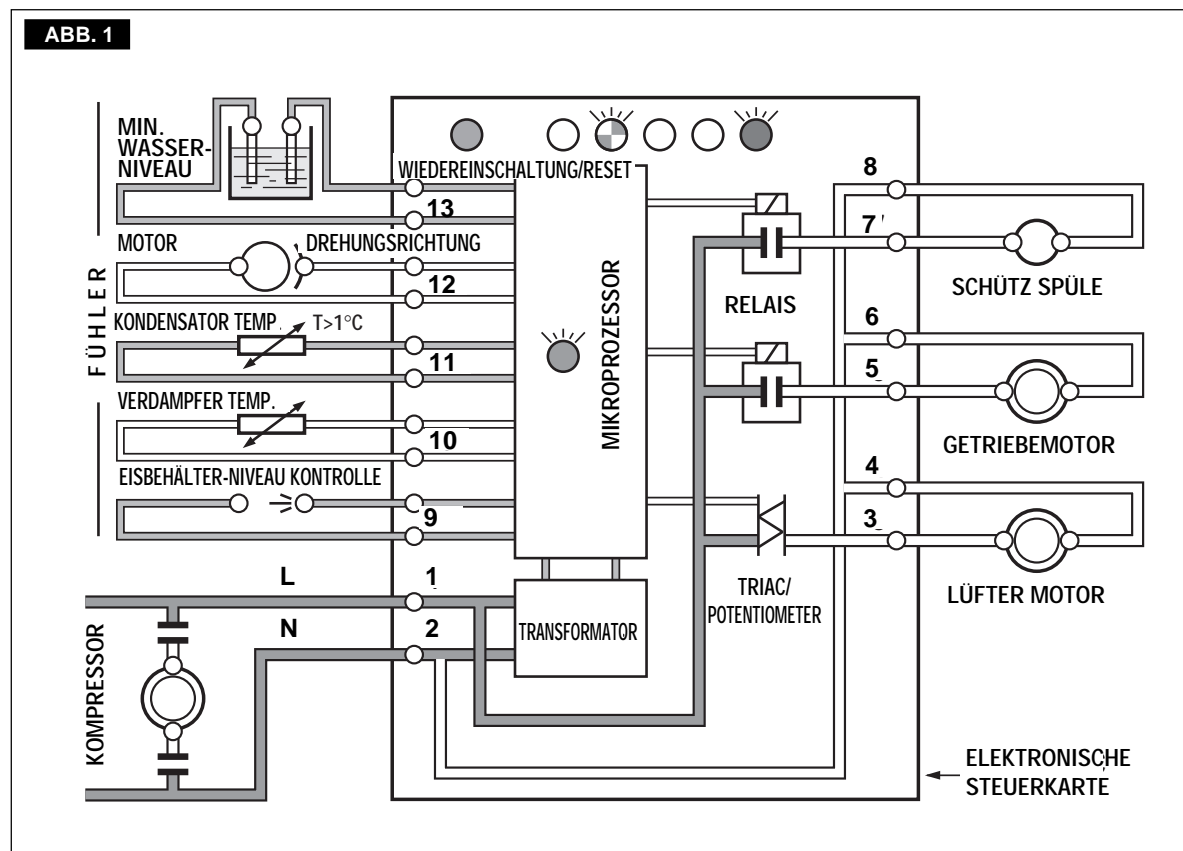 ABB. 1
MIN.
WASSER-
NIVEAU
WIEDEREINSCHALTUNG/RESET
13
MOTOR
DREHUNGSRICHTUNG
12
FÜHLER
KONDENSATOR TEMP.
T>1°C
11
VERDAMPFER TEMP.
10
EISBEHÄLTER-NIVEAU KONTROLLE
9
MIKROPROZESSOR
L
1
N
2
TRANSFORMATOR
KOMPRESSOR
RELAIS
TRIAC/
POTENTIOMETER
8
7
SCHÜTZ SPÜLE
6
5
GETRIEBEMOTOR
4
3
LÜFTER MOTOR
ELEKTRONISCHE
STEUERKARTE